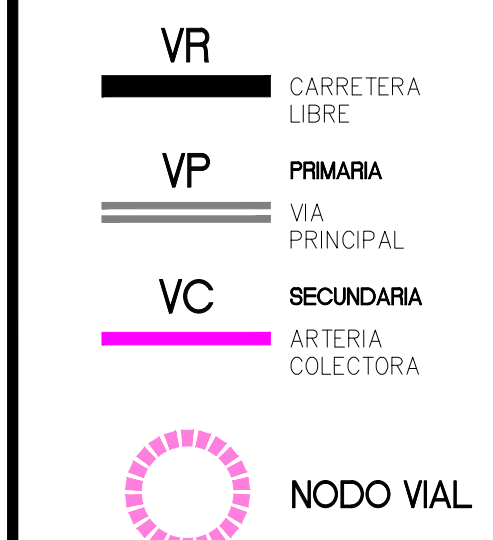 VR
CARRETERA
LIBRE
VP
PRIMARIA
VIA
PRINCIPAL
VC
SECUNDARIA
ARTERIA
COLECTORA
NODO VIAL